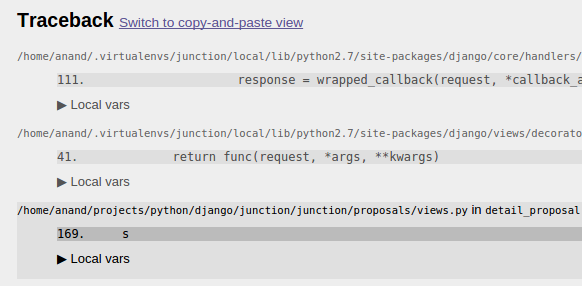 Traceback Switch to copy-and-paste view
/home/anand/.virtualenvs/junction/local/lib/python2.7/site-packages/django/core/handlers/
111. response = wrapped_callback(request, *callback_a
▶ Local vars
/home/anand/.virtualenvs/junction/local/lib/python2.7/site-packages/django/views/decorato
41. return func(request, *args, **kwargs)
▶ Local vars
/home/anand/projects/python/django/junction/junction/proposals/views.py in detail_proposal
169. s
▶ Local vars